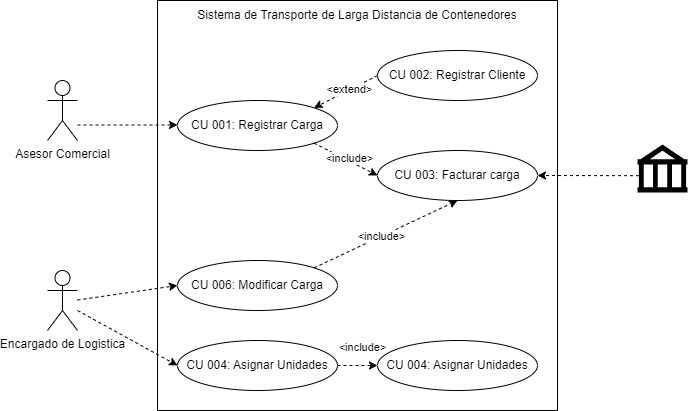 Sistema de Transporte de Larga Distancia de Contenedores
CU 002: Registrar Cliente
<extend>
CU 001: Registrar Carga
Asesor Comercial
<include>
CU 003: Facturar carga
<include>
CU 006: Modificar Carga
Encargado de Logistica
<include>
CU 004: Asignar Unidades
CU 004: Asignar Unidades